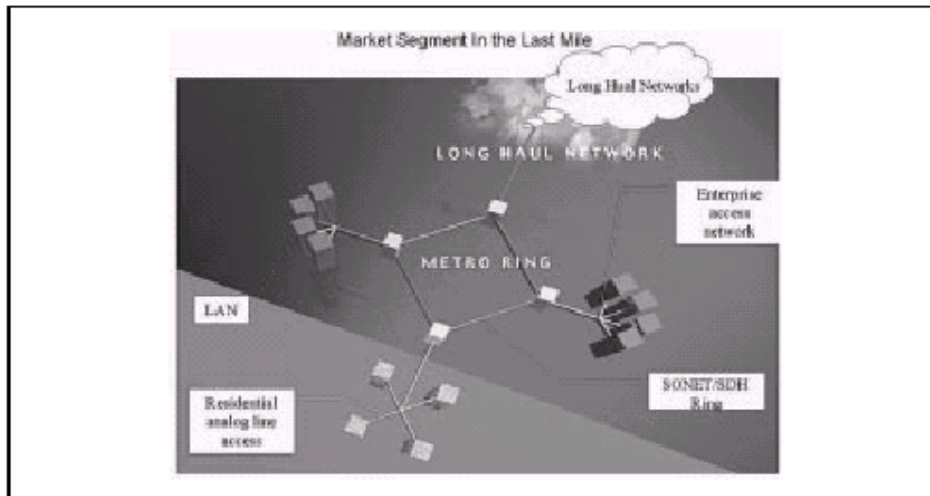 Market Segment In the Last Mile
Long Haul Networks
LONG HAUL NETWORK
Enterprise
access
network
METRO RING
LAN
SONET/SDH
Ring
Residential
analog line
access